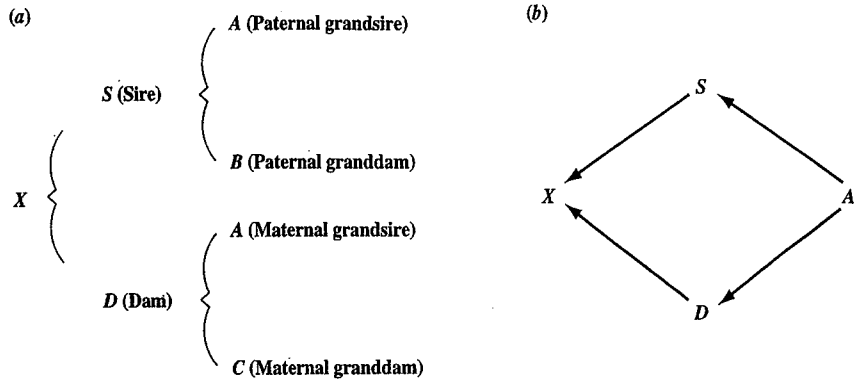 (a)
A (Paternal grandsire)
S (Sire)
B (Paternal granddam)
X
A (Maternal grandsire)
D (Dam)
C (Maternal granddam)
(b)
S
X
A
D